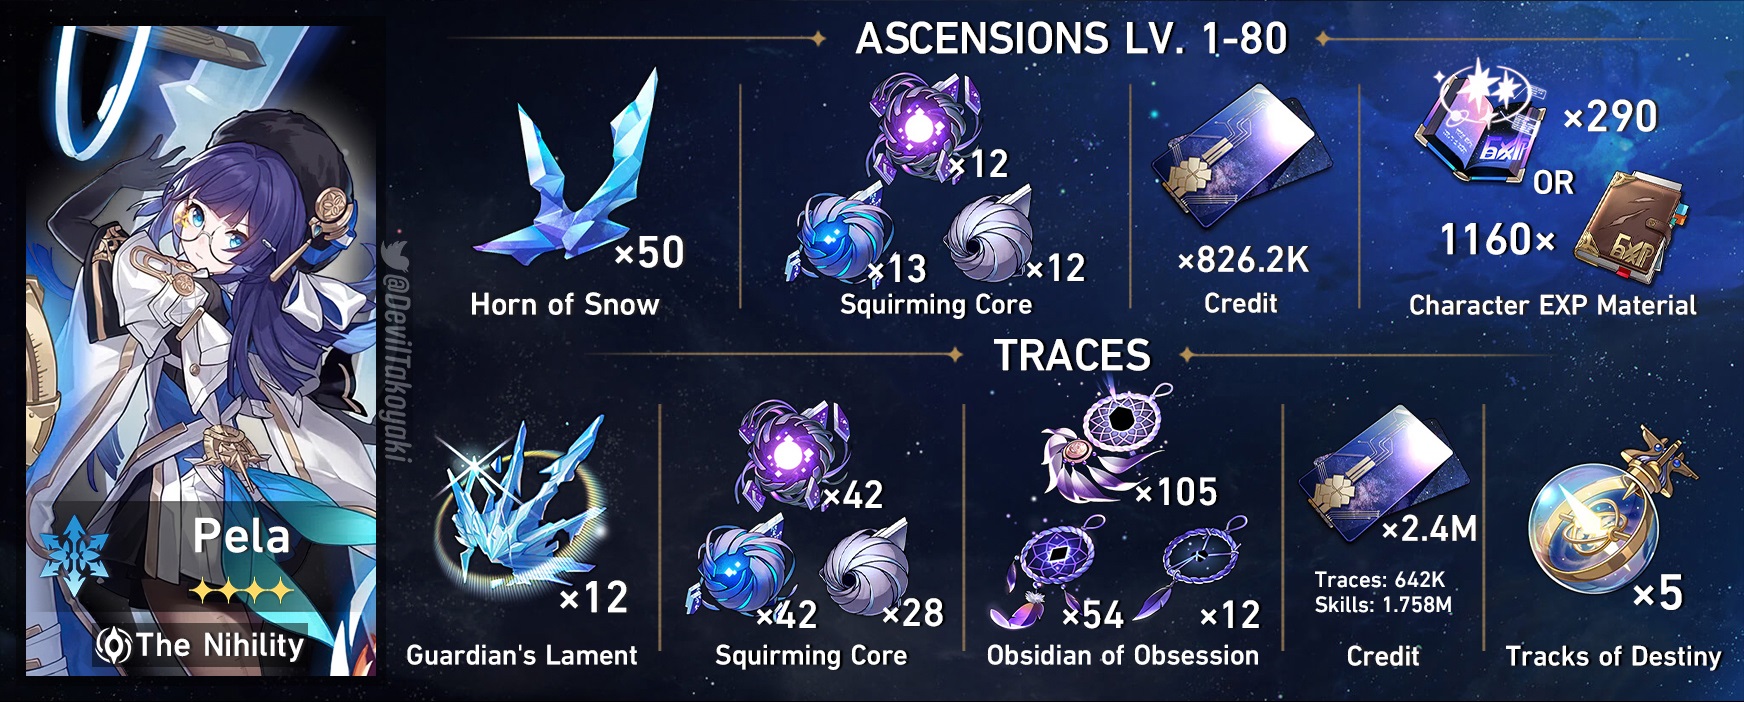 ASCENSIONS LV. 1-80
×50
Horn of Snow
×12
×13
×12
Squirming Core
×826.2K
Credit
EXP
×290
OR
1160×
EXP
Character EXP Material
@DevilTakoyaki
TRACES
×12
Guardian's Lament
×42
×42
×28
Squirming Core
×105
×54
×12
Obsidian of Obsession
×2.4M
Traces: 642K
Skills: 1.758M
Credit
×5
Tracks of Destiny
Pela
The Nihility